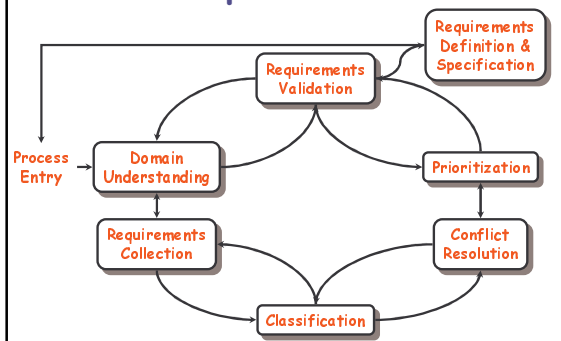 Requirements
Definition &
Specification
Requirements
Validation
Process
Entry
Domain
Understanding
Prioritization
Requirements
Collection
Conflict
Resolution
Classification